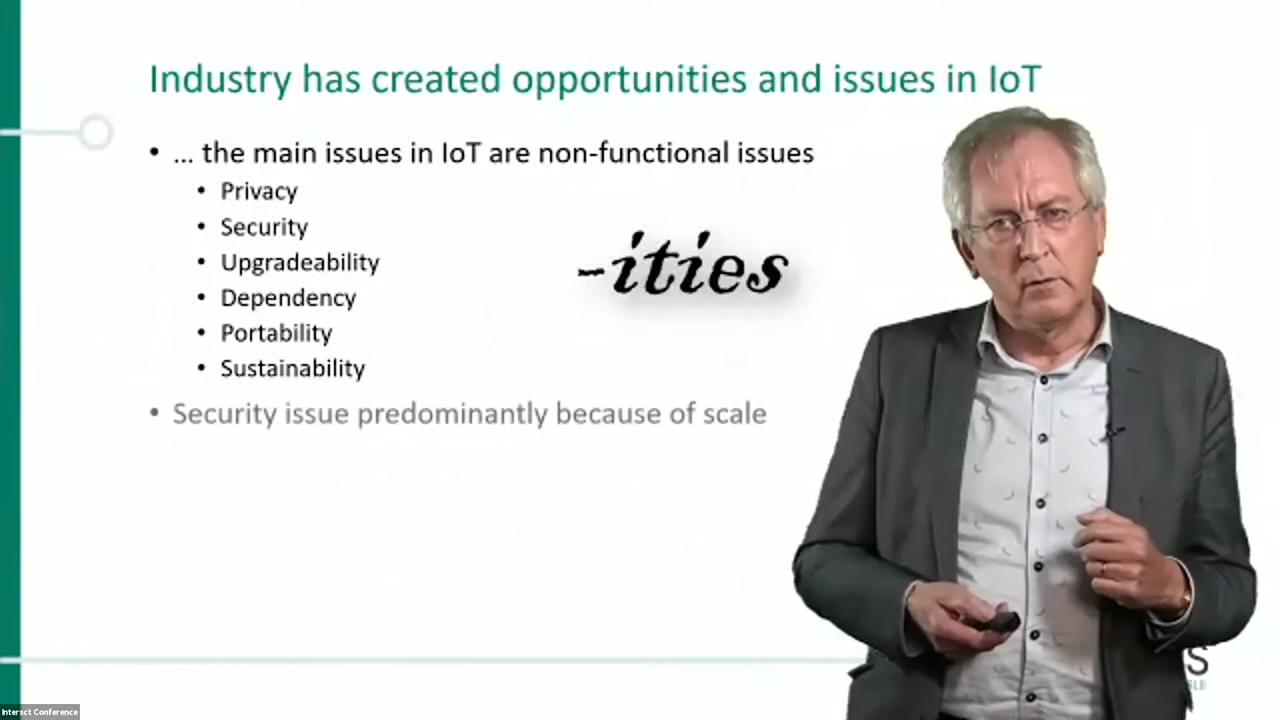 Industry has created opportunities and issues in IoT
• ... the main issues in IoT are non-functional issues
• Privacy
• Security
• Upgradeability
• Dependency
• Portability
• Sustainability
-ities
• Security issue predominantly because of scale
S
Intersct Conference